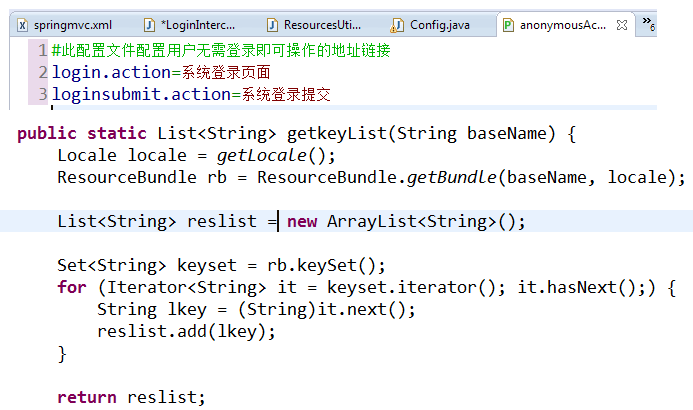 springmvc.xml *LoginInterc... ResourcesUti... Config.java anonymousAc... »6
1 #此配置文件配置用户无需登录即可操作的地址链接
2 login.action=系统登录页面
3 loginsubmit.action=系统登录提交
public static List<String> getkeyList(String baseName) {
Locale locale = getLocale();
ResourceBundle rb = ResourceBundle.getBundle(baseName, locale);
List<String> reslist = new ArrayList<String>();
Set<String> keyset = rb.keySet();
for (Iterator<String> it = keyset.iterator(); it.hasNext();) {
String lkey = (String)it.next();
reslist.add(lkey);
}
return reslist;